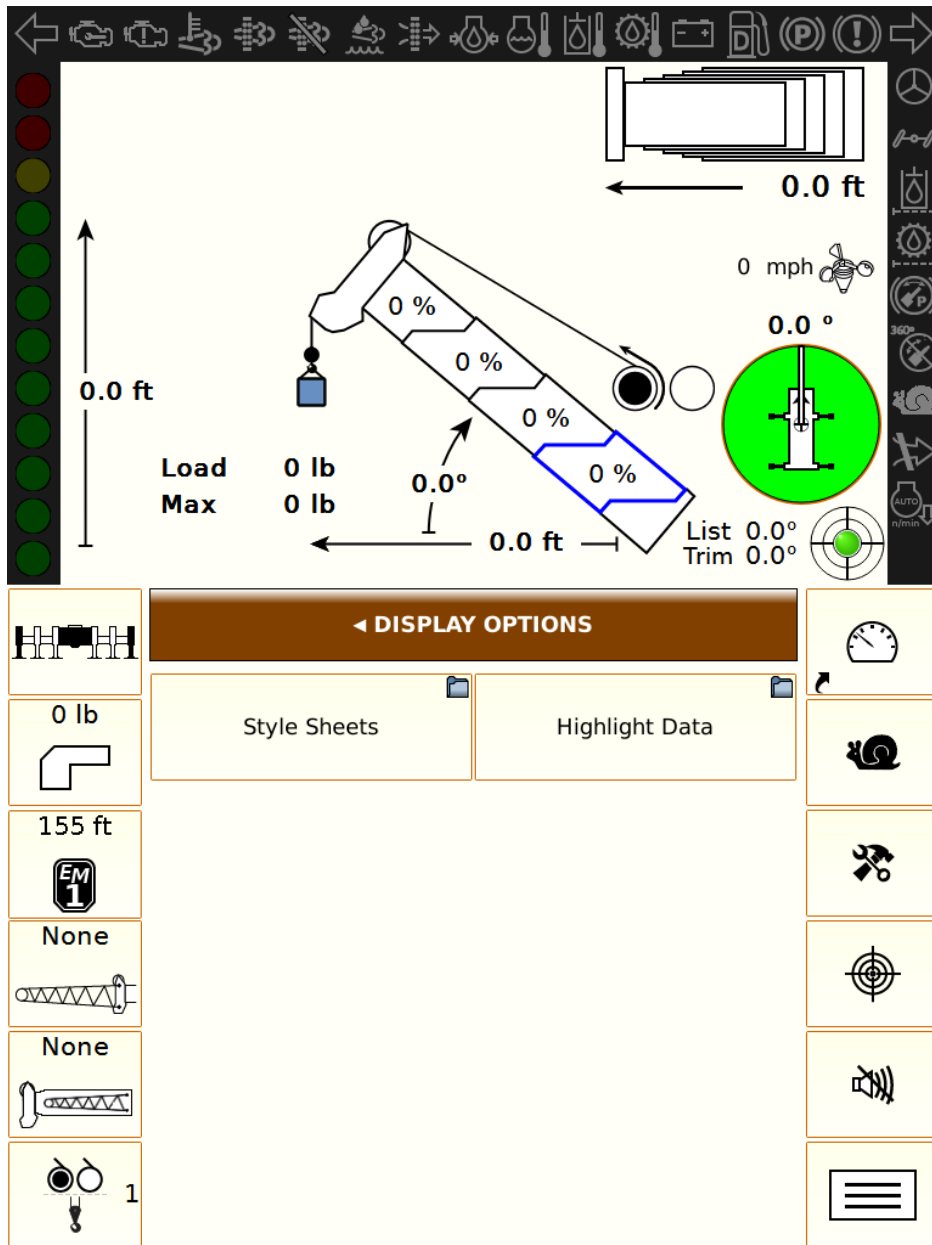 D
P
0.0 ft
0 mph
0.0 º
P
360º
0 %
0 %
0 %
0 %
0.0 ft
Load 0 lb
Max 0 lb
0.0º
0.0 ft
List 0.0º
Trim 0.0º
AUTO
n/min
◂ DISPLAY OPTIONS
Style Sheets
Highlight Data
0 lb
155 ft
EM
1
None
None
1